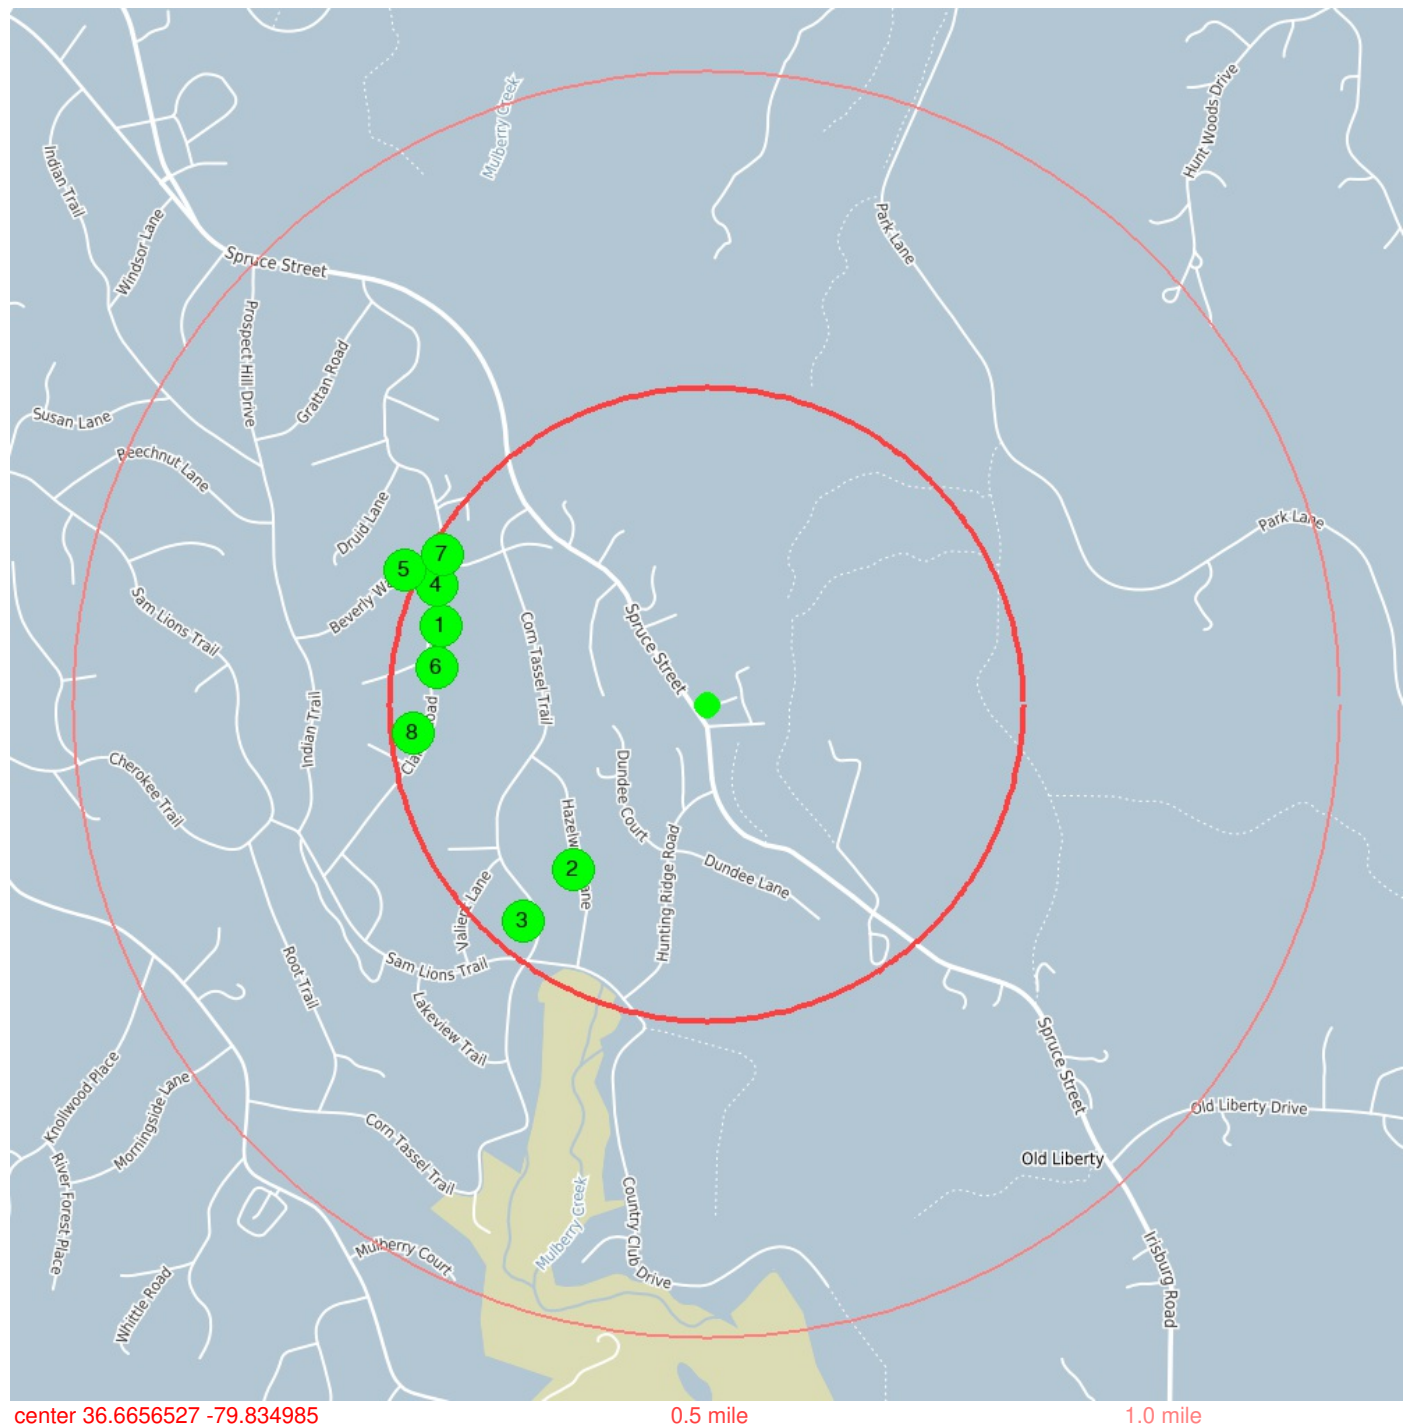 Mulberry Creek
Hunt Woods Drive
Indian Trail
Windsor Lane
Park Lane
Spruce Street
Prospect Hill Drive
Grattan Road
Susan Lane
Beechnut Lane
Druid Lane
Park Lane
7
5
4
Beverly Wa
Sam Lions Trail
1
Corn Tassel Trail
Spruce Street
6
Indian Trail
8
Cla
oad
Cherokee Trail
Dundee Court
Hazelw
ane
2
Hunting Ridge Road
Dundee Lane
Valient Lane
3
Sam Lions Trail
Root Trail
Lakeview Trail
Spruce Street
Knollwood Place
Morningside Lane
Old Liberty Drive
Corn Tassel Trail
Old Liberty
River Forest Place
Mulberry Creek
Country Club Drive
Mulberry Court
Irisburg Road
Whittle Road
center 36.6656527 -79.834985
0.5 mile
1.0 mile